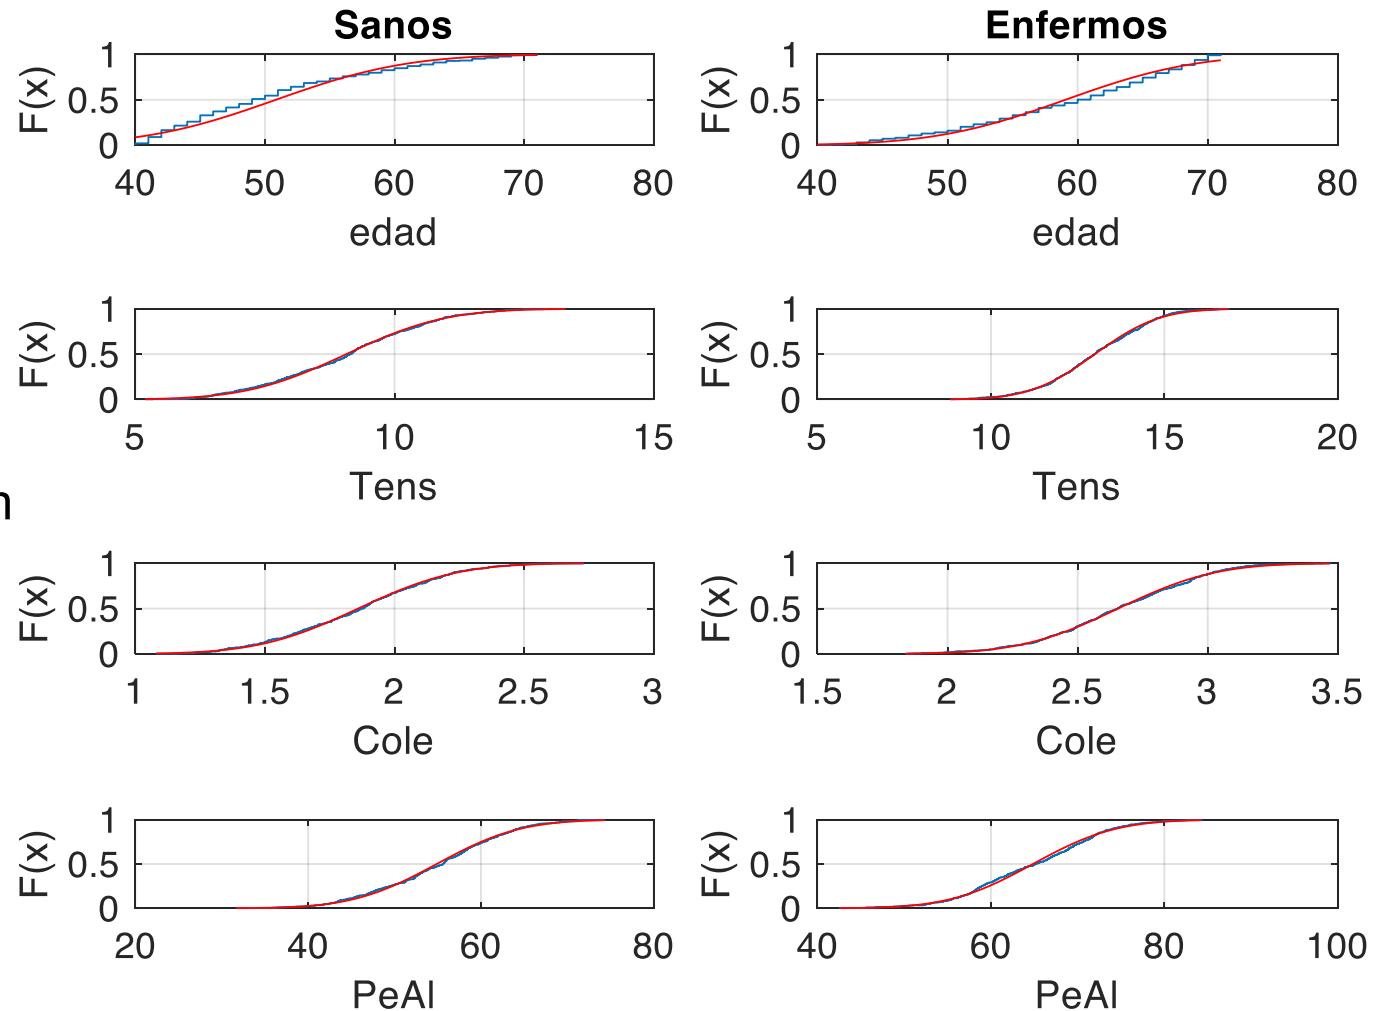 Sanos Enfermos
F(x) 1 0.5 0 F(x) 1 0.5 0
40 50 60 70 80 40 50 60 70 80
edad edad
F(x) 1 0.5 0 F(x) 1 0.5 0
5 10 15 5 10 15 20
Tens Tens
n
F(x) 1 0.5 0 F(x) 1 0.5 0
1 1.5 2 2.5 3 1.5 2 2.5 3 3.5
Cole Cole
F(x) 1 0.5 0 F(x) 1 0.5 0
20 40 60 80 40 60 80 100
PeAl PeAl